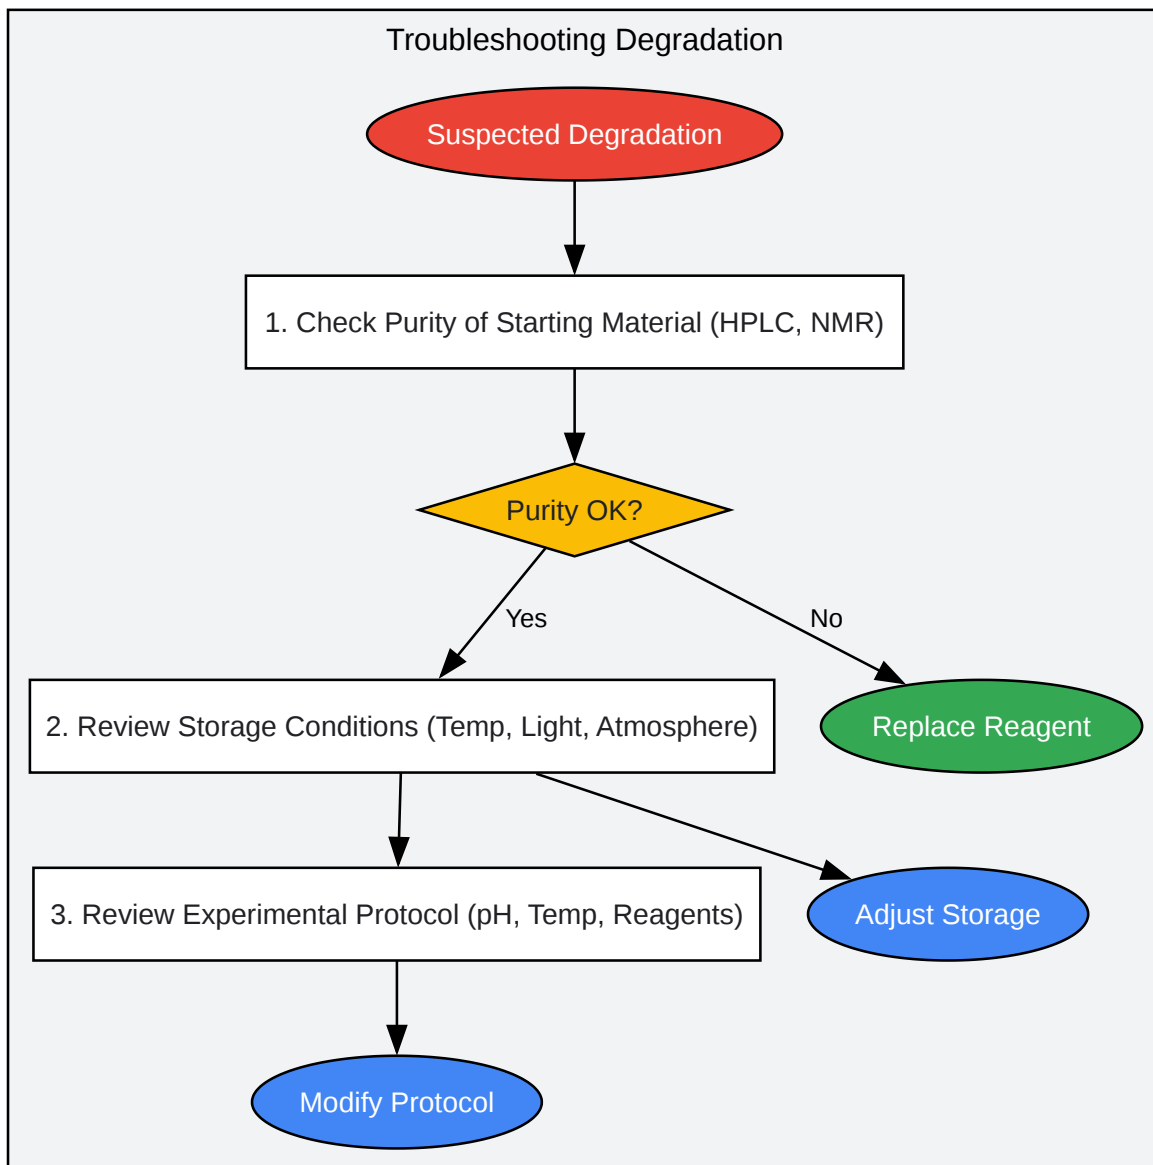 Troubleshooting Degradation
Suspected Degradation
1. Check Purity of Starting Material (HPLC, NMR)
Purity OK?
Yes
No
2. Review Storage Conditions (Temp, Light, Atmosphere)
Replace Reagent
3. Review Experimental Protocol (pH, Temp, Reagents)
Adjust Storage
Modify Protocol